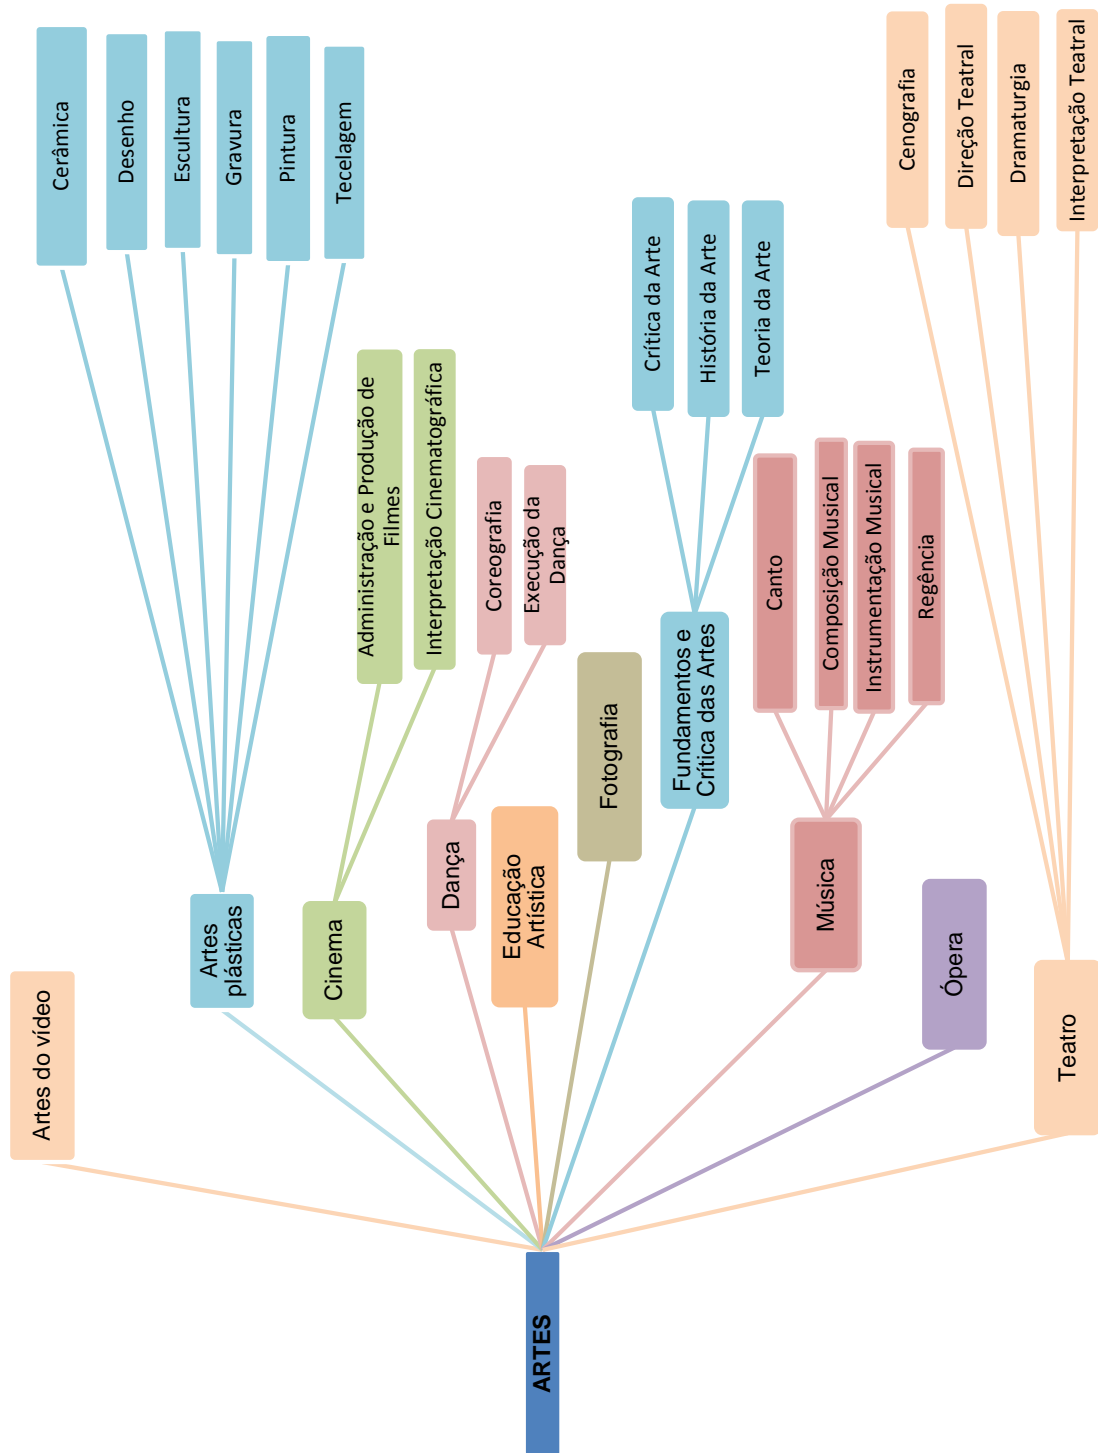 ARTES
Artes do vídeo
Artes
plásticas
Cerâmica
Desenho
Escultura
Gravura
Pintura
Tecelagem
Cinema
Administração e Produção de
Filmes
Interpretação Cinematográfica
Dança
Coreografia
Execução da
Dança
Educação
Artística
Fotografia
Fundamentos e
Crítica das Artes
Crítica da Arte
História da Arte
Teoria da Arte
Música
Canto
Composição Musical
Instrumentação Musical
Regência
Ópera
Teatro
Cenografia
Direção Teatral
Dramaturgia
Interpretação Teatral